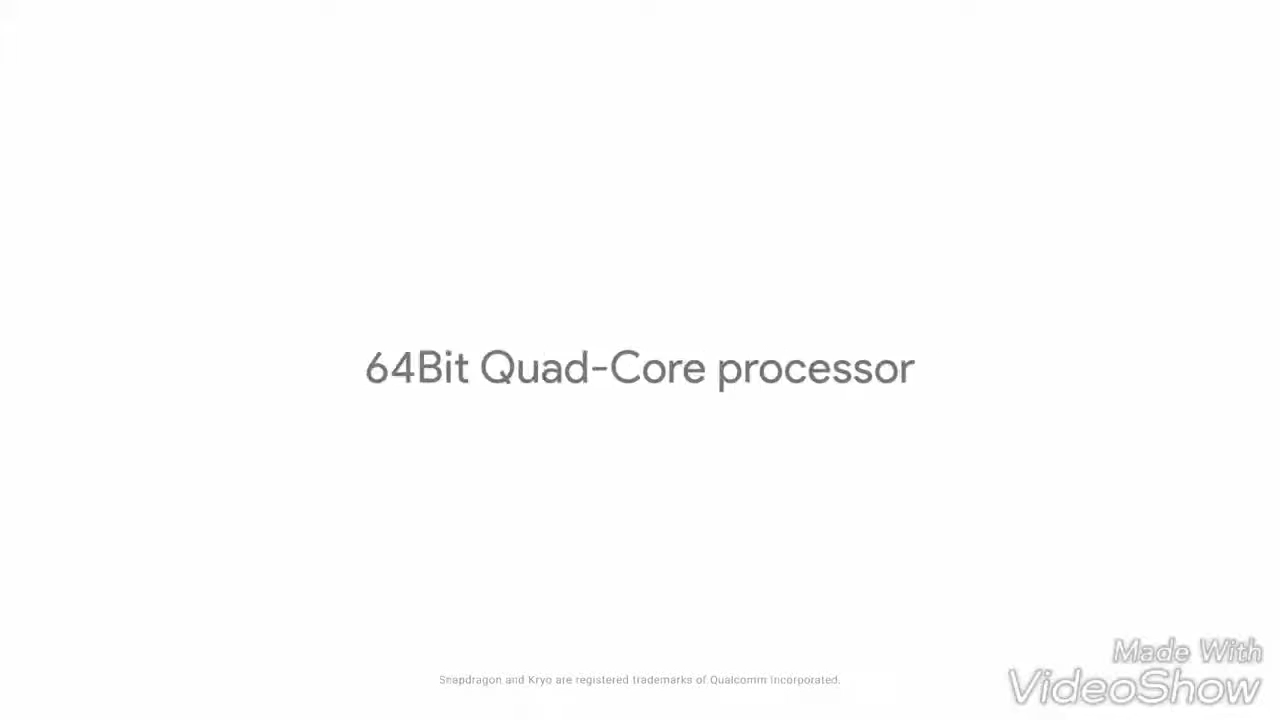 64Bit Quad-Core processor
Snapdragon and Kryo are registered trademarks of Qualcomm Incorporated.
Made With
VideoShow